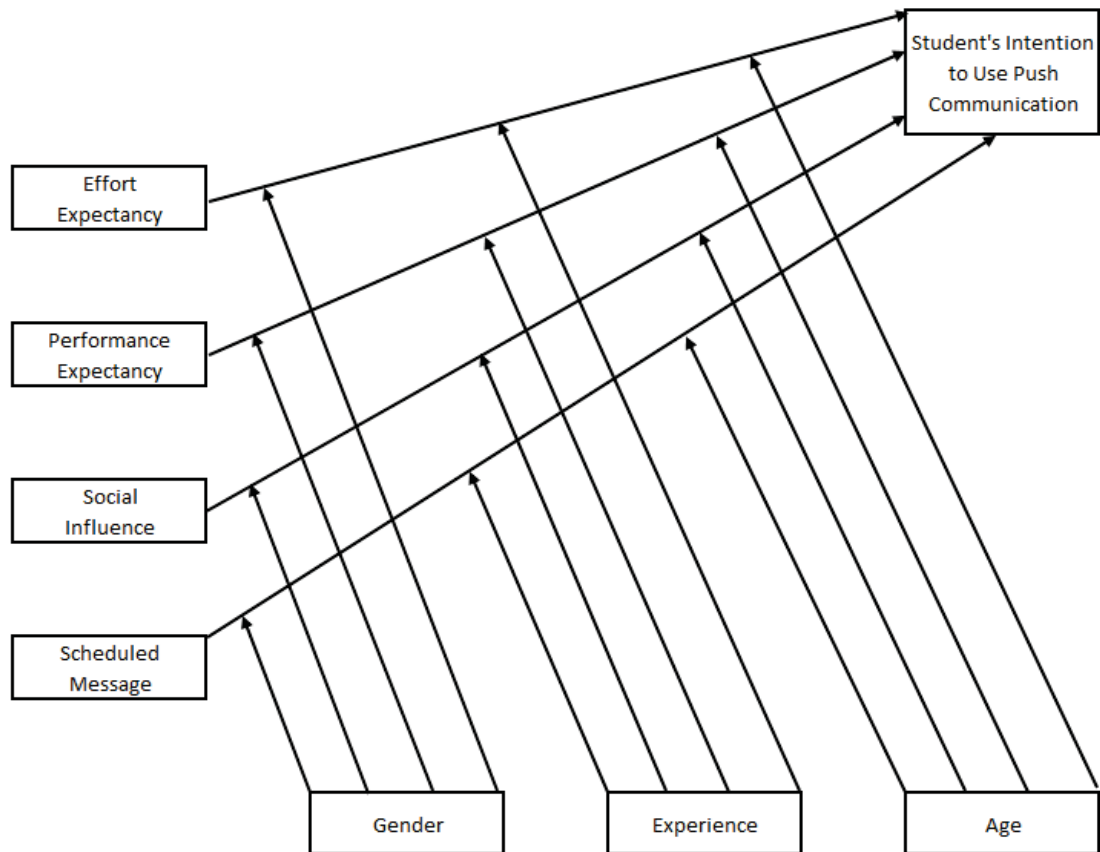 Student's Intention
to Use Push
Communication
Effort
Expectancy
Performance
Expectancy
Social
Influence
Scheduled
Message
Gender
Experience
Age